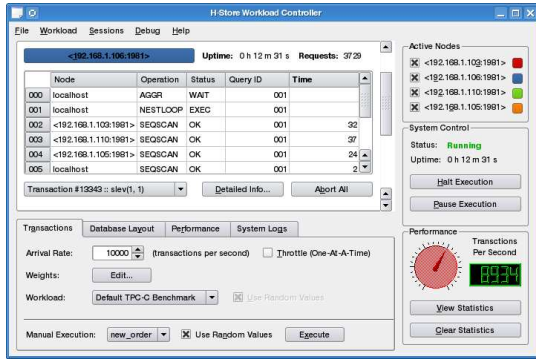 H-Store Workload Controller
File Workload Sessions Debug Help
<192.168.1.106:1981> Uptime: 0 h 12 m 31 s Requests: 3729
Node Operation Status Query ID Time
000 localhost AGGR WAIT 001
001 localhost NESTLOOP EXEC 001
002 <192.168.1.103:1981> SEQSCAN OK 001 32
003 <192.168.1.110:1981> SEQSCAN OK 001 37
004 <192.168.1.105:1981> SEQSCAN OK 001 24
005 localhost SEQSCAN OK 001 2
Transaction #13343 :: slev(1, 1) Detailed Info... Abort All
Transactions Database Layout Performance System Logs
Arrival Rate: 10000 (transactions per second) Throttle (One-At-A-Time)
Weights: Edit...
Workload: Default TPC-C Benchmark Use Random Values
Manual Execution: new_order Use Random Values Execute
Active Nodes
<192.168.1.103:1981>
<192.168.1.106:1981>
<192.168.1.110:1981>
<192.168.1.105:1981>
System Control
Status: Running
Uptime: 0 h 12 m 31 s
Halt Execution
Pause Execution
Performance
Transctions
Per Second
8934
View Statistics
Clear Statistics